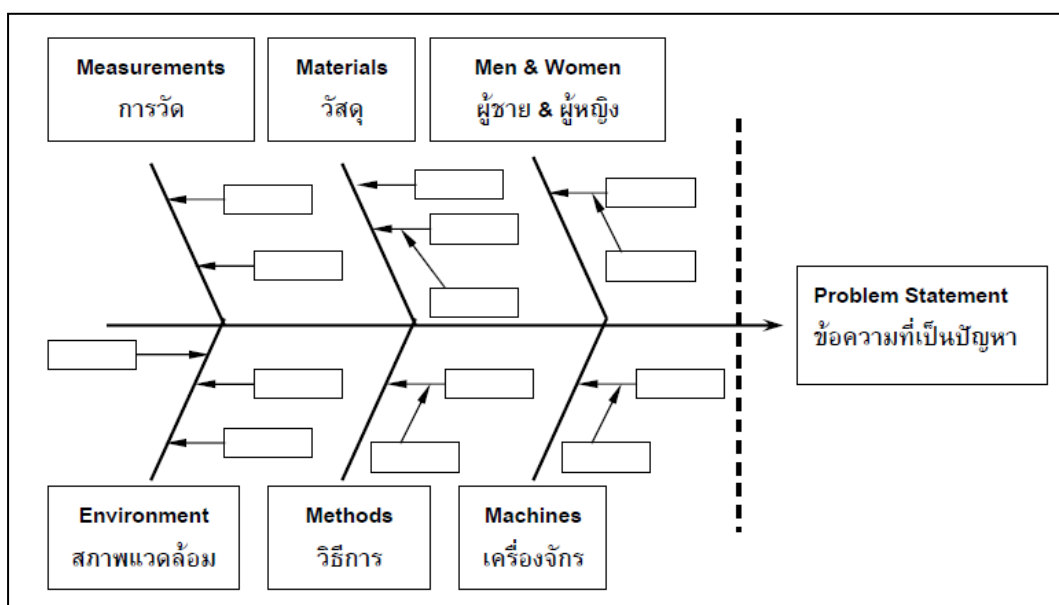 Measurements
การวัด
Materials
วัสดุ
Men & Women
ผู้ชาย & ผู้หญิง
Problem Statement
ข้อความที่เป็นปัญหา
Environment
สภาพแวดล้อม
Methods
วิธีการ
Machines
เครื่องจักร